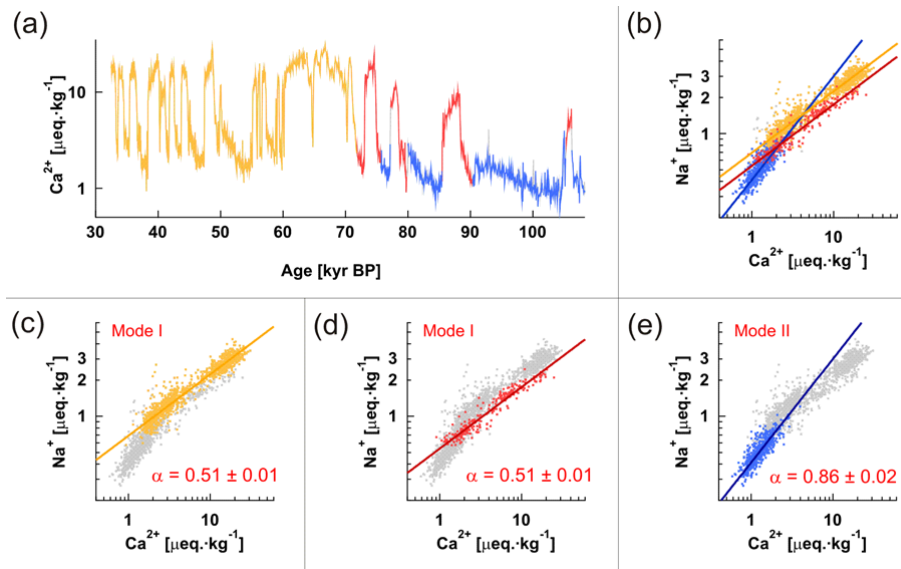 (a)
Ca²⁺ [μeq.·kg⁻¹]
10
1
30 40 50 60 70 80 90 100
Age [kyr BP]
(b)
Na⁺ [μeq.·kg⁻¹]
3
2
1
1 10
Ca²⁺ [μeq.·kg⁻¹]
(c)
Mode I
Na⁺ [μeq.·kg⁻¹]
3
2
1
α = 0.51 ± 0.01
1 10
Ca²⁺ [μeq.·kg⁻¹]
(d)
Mode I
Na⁺ [μeq.·kg⁻¹]
3
2
1
α = 0.51 ± 0.01
1 10
Ca²⁺ [μeq.·kg⁻¹]
(e)
Mode II
Na⁺ [μeq.·kg⁻¹]
3
2
1
α = 0.86 ± 0.02
1 10
Ca²⁺ [μeq.·kg⁻¹]